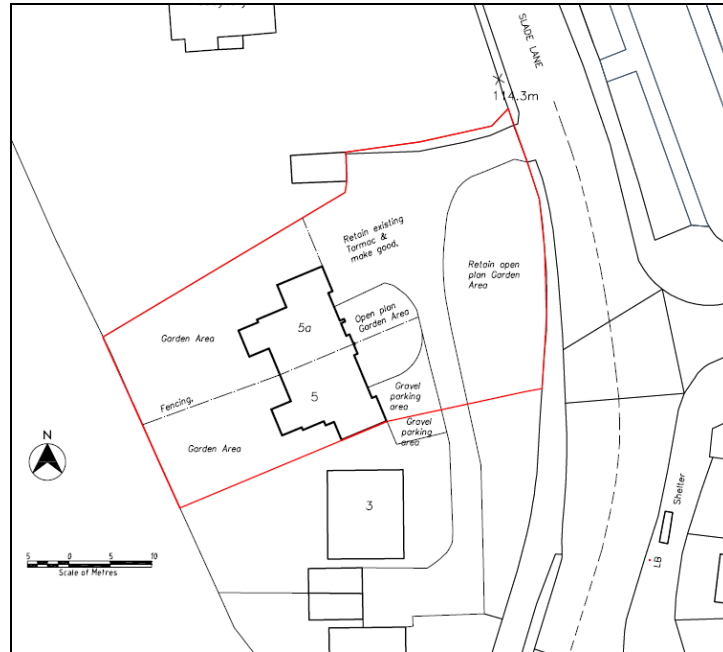 SLADE LANE
114.3m
Retain existing
Tarmac &
make good.
Retain open
plan Garden
Area
Open plan
Garden Area
5a
Garden Area
Fencing.
5
Gravel
parking
area
Gravel
parking
area
Garden Area
N
3
Shelter
LB
5 0 5 10
Scale of Metres